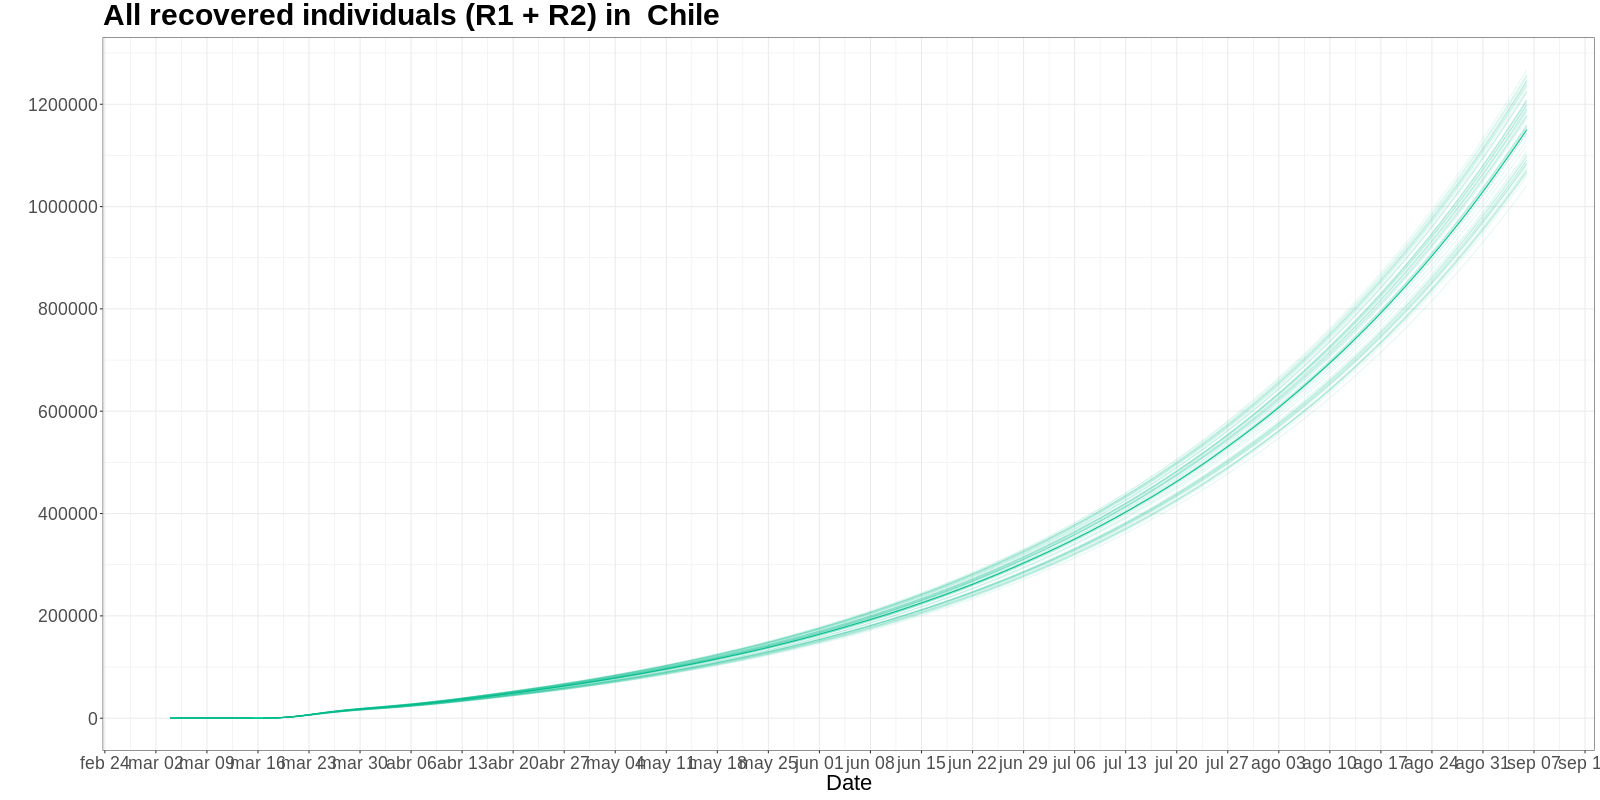 All recovered individuals (R1 + R2) in  Chile
1200000
1000000
800000
600000
400000
200000
0
feb 24 mar 02 mar 09 mar 16 mar 23 mar 30 abr 06 abr 13 abr 20 abr 27 may 04 may 11 may 18 may 25 jun 01 jun 08 jun 15 jun 22 jun 29 jul 06 jul 13 jul 20 jul 27 ago 03 ago 10 ago 17 ago 24 ago 31 sep 07 sep 1
Date